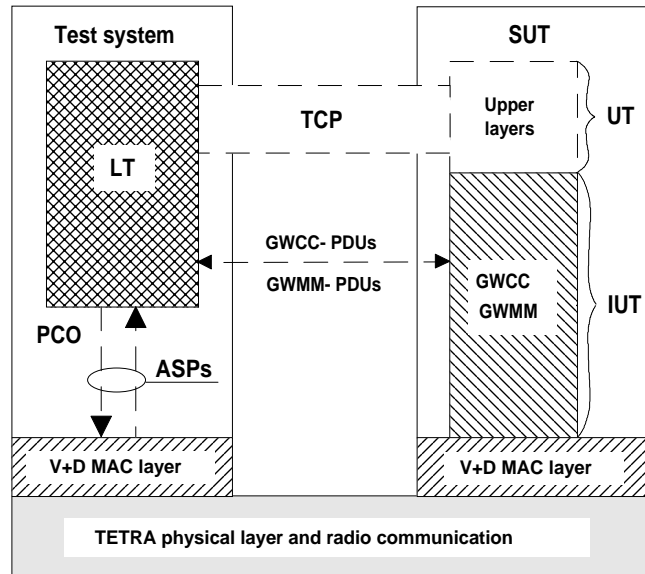 Test system
SUT
TCP
Upper
layers
UT
LT
GWCC- PDUs
GWMM- PDUs
GWCC
GWMM
IUT
PCO
ASPs
V+D MAC layer
V+D MAC layer
TETRA physical layer and radio communication